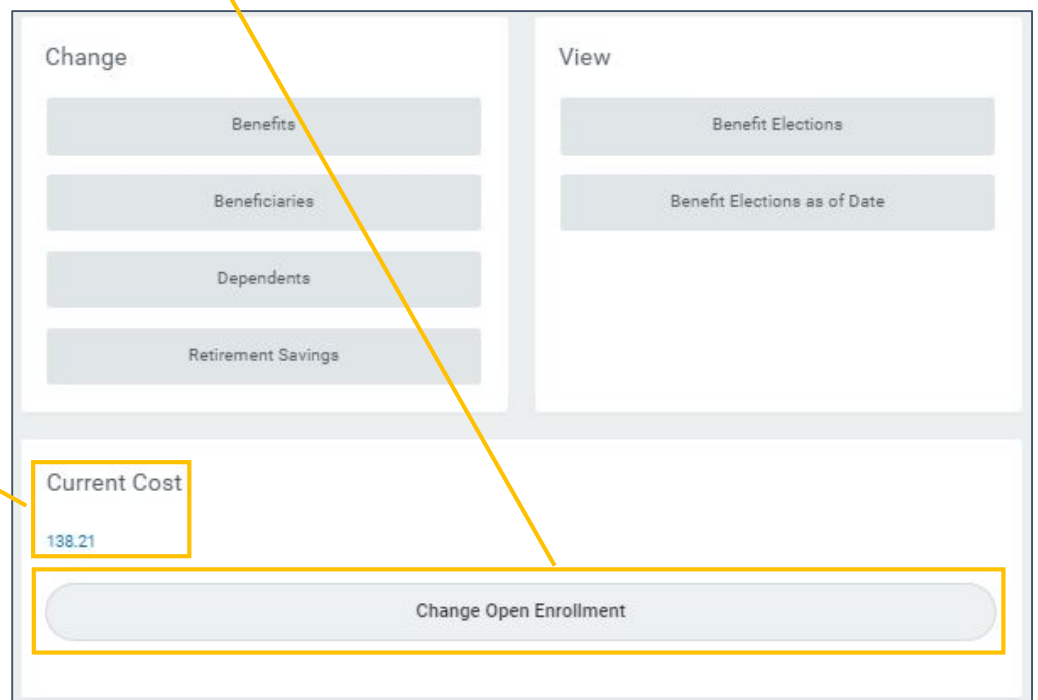 Change
Benefits
Beneficiaries
Dependents
Retirement Savings
View
Benefit Elections
Benefit Elections as of Date
Current Cost
138.21
Change Open Enrollment